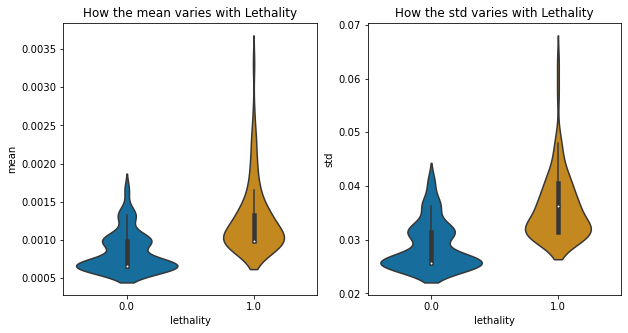 How the mean varies with Lethality
How the std varies with Lethality
0.0035
0.0030
0.0025
0.0020
0.0015
0.0010
0.0005
mean
0.0
1.0
lethality
0.07
0.06
0.05
0.04
0.03
0.02
std
0.0
1.0
lethality